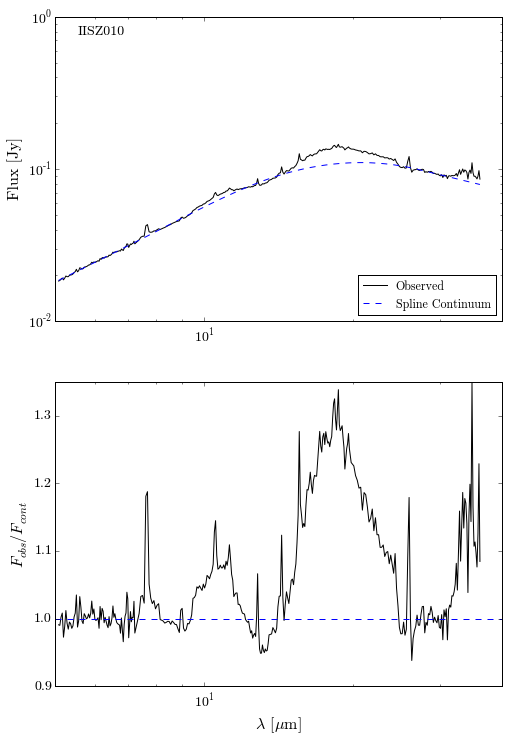 10^0
IISZ010
Flux [Jy]
10^-1
Observed
Spline Continuum
10^-2
10^1
1.3
1.2
F_obs/F_cont
1.1
1.0
0.9
10^1
λ [μm]